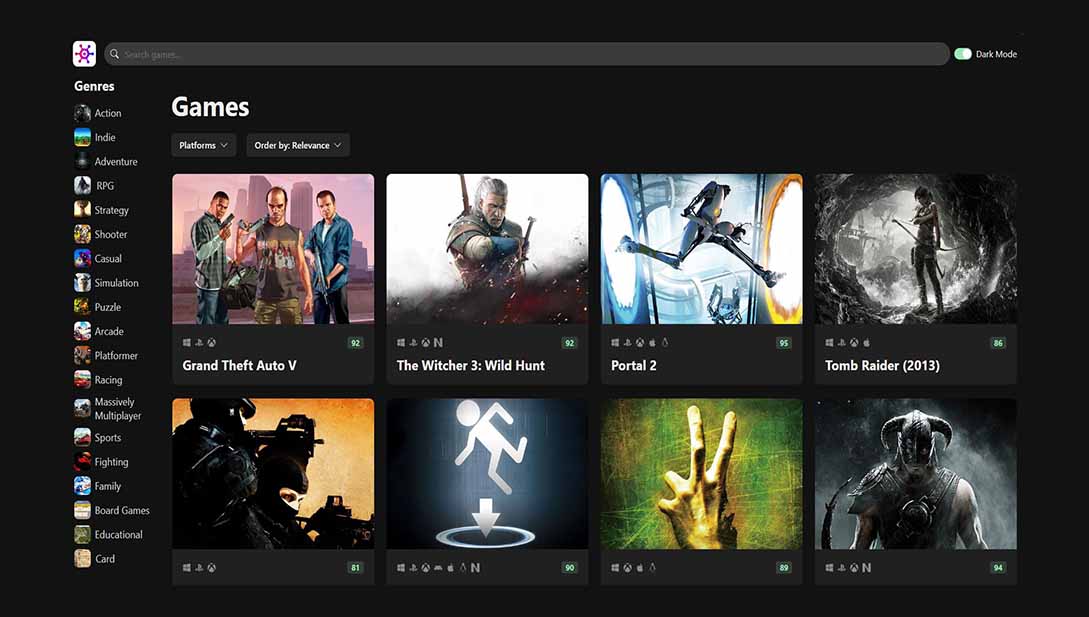 Search games...
Dark Mode
Genres
Action
Indie
Adventure
RPG
Strategy
Shooter
Casual
Simulation
Puzzle
Arcade
Platformer
Racing
Massively
Multiplayer
Sports
Fighting
Family
Board Games
Educational
Card
Games
Platforms
Order by: Relevance
92
Grand Theft Auto V
92
The Witcher 3: Wild Hunt
95
Portal 2
86
Tomb Raider (2013)
81
90
89
94